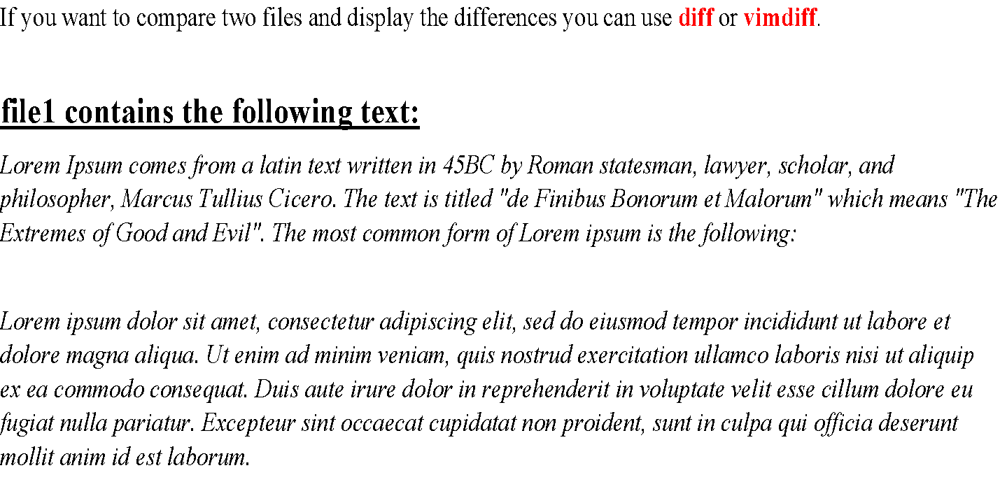 If you want to compare two files and display the differences you can use diff or vimdiff.
file1 contains the following text:
Lorem Ipsum comes from a latin text written in 45BC by Roman statesman, lawyer, scholar, and
philosopher, Marcus Tullius Cicero. The text is titled "de Finibus Bonorum et Malorum" which means "The
Extremes of Good and Evil". The most common form of Lorem ipsum is the following:
Lorem ipsum dolor sit amet, consectetur adipiscing elit, sed do eiusmod tempor incididunt ut labore et
dolore magna aliqua. Ut enim ad minim veniam, quis nostrud exercitation ullamco laboris nisi ut aliquip
ex ea commodo consequat. Duis aute irure dolor in reprehenderit in voluptate velit esse cillum dolore eu
fugiat nulla pariatur. Excepteur sint occaecat cupidatat non proident, sunt in culpa qui officia deserunt
mollit anim id est laborum.